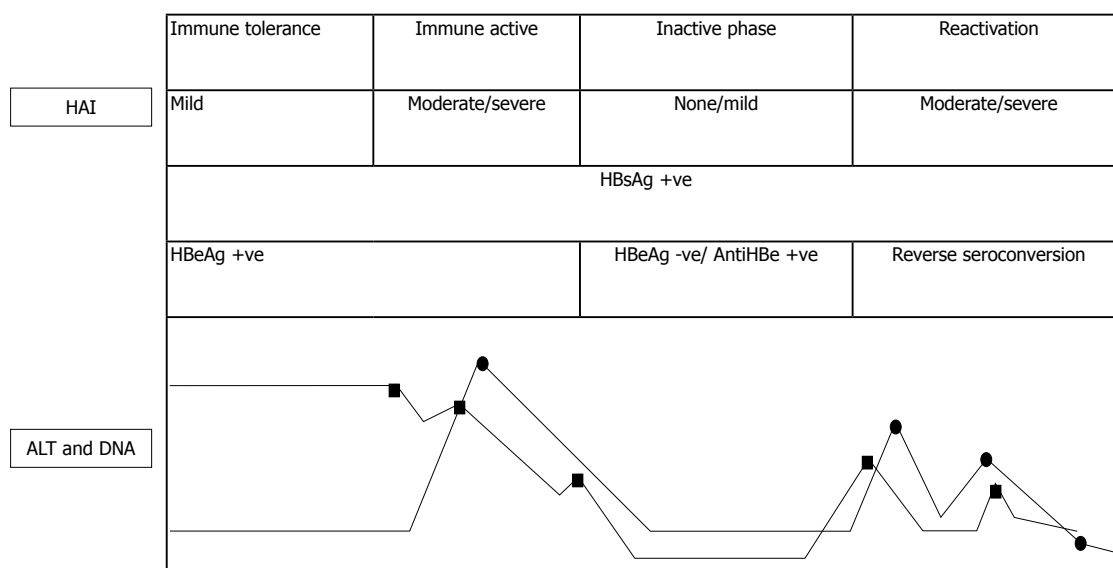 Immune tolerance
Immune active
Inactive phase
Reactivation
HAI
Mild
Moderate/severe
None/mild
Moderate/severe
HBsAg +ve
HBeAg +ve
HBeAg -ve/ AntiHBe +ve
Reverse seroconversion
ALT and DNA